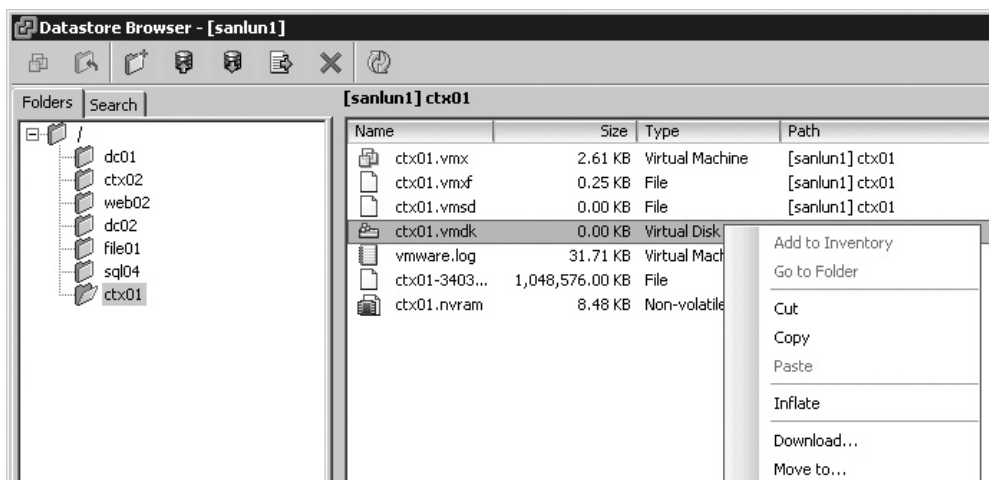 Datastore Browser - [sanlun1]
Folders Search [sanlun1] ctx01
/
dc01
ctx02
web02
dc02
file01
sql04
ctx01
Name Size Type Path
ctx01.vmx 2.61 KB Virtual Machine [sanlun1] ctx01
ctx01.vmxf 0.25 KB File [sanlun1] ctx01
ctx01.vmsd 0.00 KB File [sanlun1] ctx01
ctx01.vmdk 0.00 KB Virtual Disk
vmware.log 31.71 KB Virtual Mach
ctx01-3403... 1,048,576.00 KB File
ctx01.nvram 8.48 KB Non-volatile
Add to Inventory
Go to Folder
Cut
Copy
Paste
Inflate
Download...
Move to...